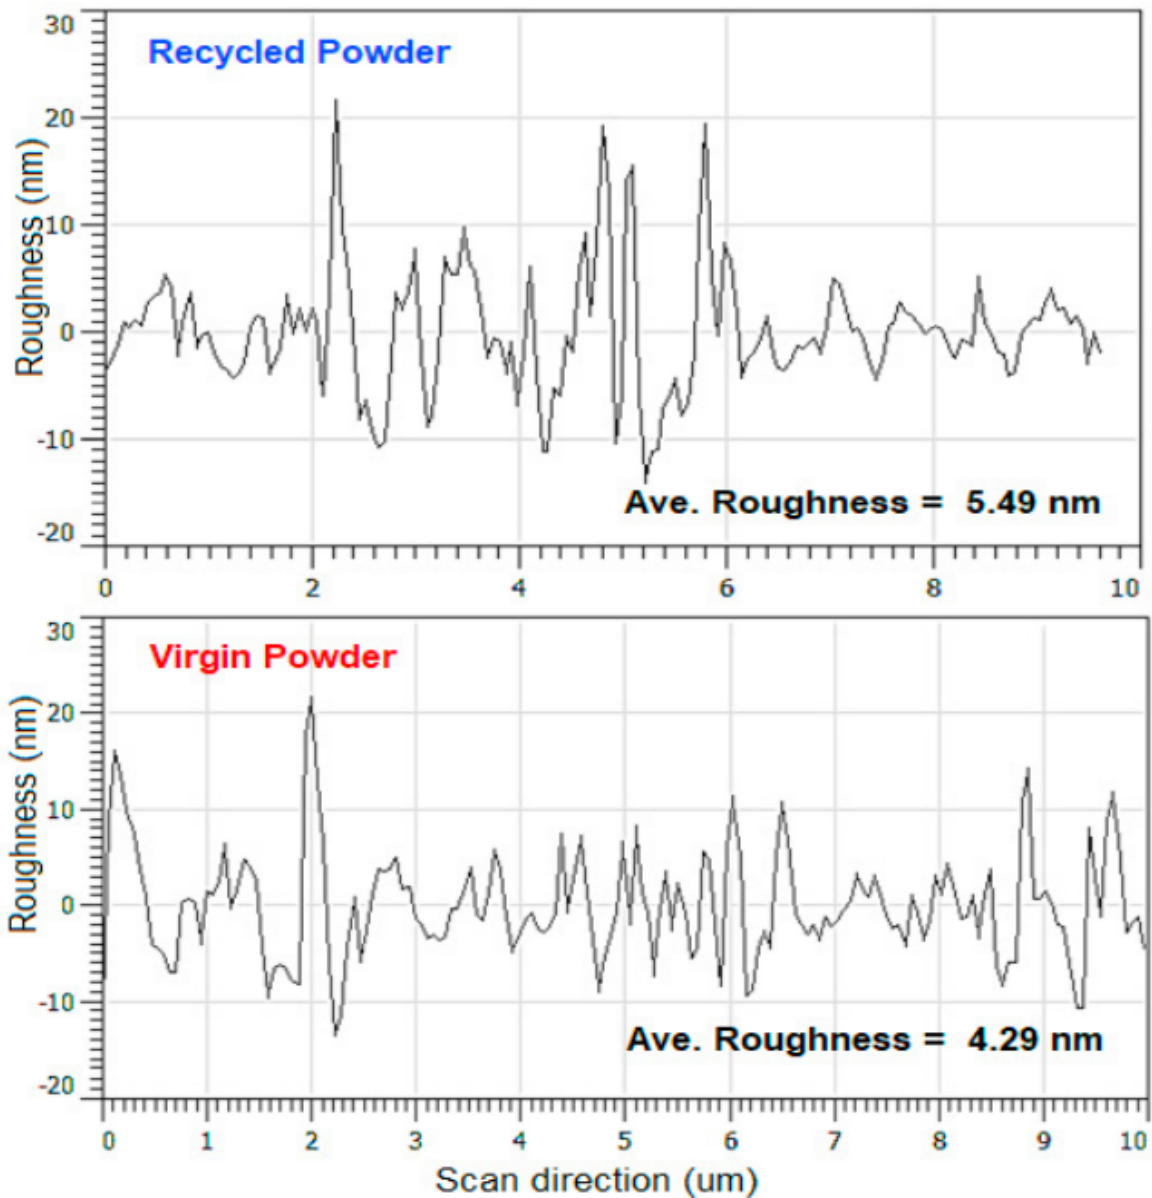 Recycled Powder
Roughness (nm)
30
20
10
0
-10
-20
Ave. Roughness = 5.49 nm
0 2 4 6 8 10
Virgin Powder
Roughness (nm)
30
20
10
0
-10
-20
Ave. Roughness = 4.29 nm
0 1 2 3 4 5 6 7 8 9 10
Scan direction (um)